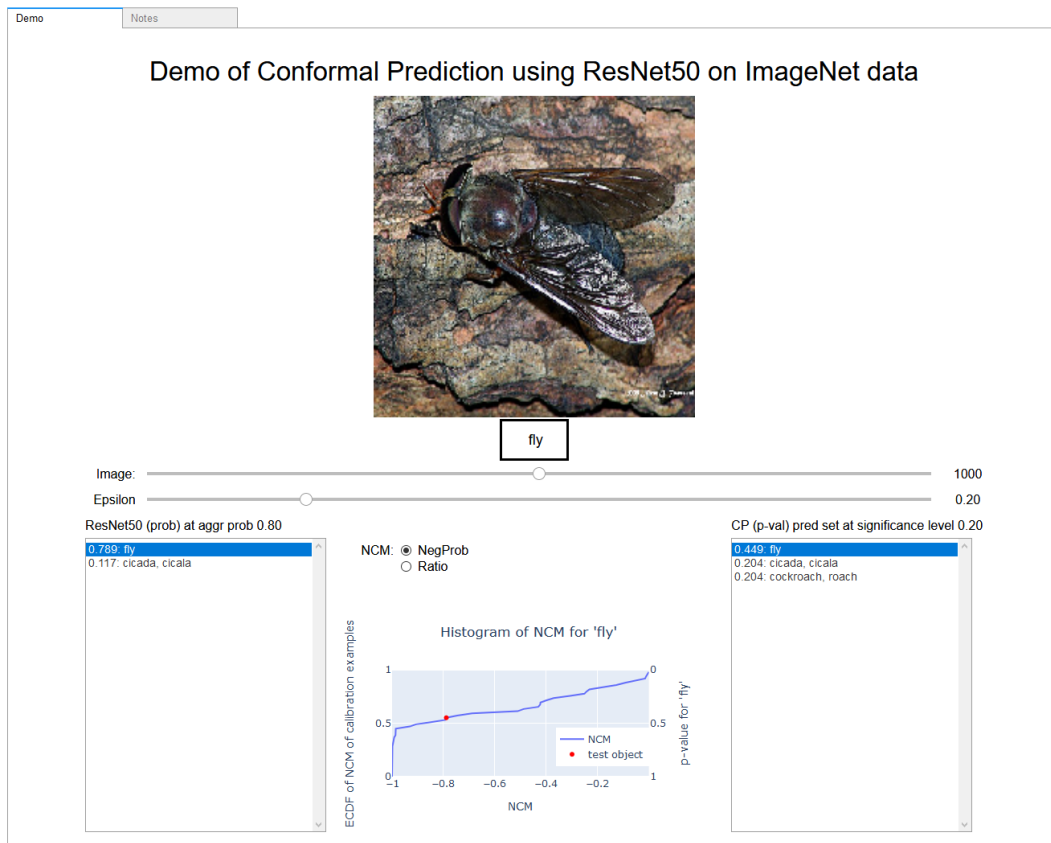 Demo
Notes
Demo of Conformal Prediction using ResNet50 on ImageNet data
fly
Image:
1000
Epsilon
0.20
ResNet50 (prob) at aggr prob 0.80
0.789: fly
0.117: cicada, cicala
NCM:
NegProb
Ratio
Histogram of NCM for 'fly'
ECDF of NCM of calibration examples
1
0.5
0
−1
−0.8
−0.6
−0.4
−0.2
NCM
0
0.5
1
p-value for 'fly'
NCM
test object
CP (p-val) pred set at significance level 0.20
0.449: fly
0.204: cicada, cicala
0.204: cockroach, roach